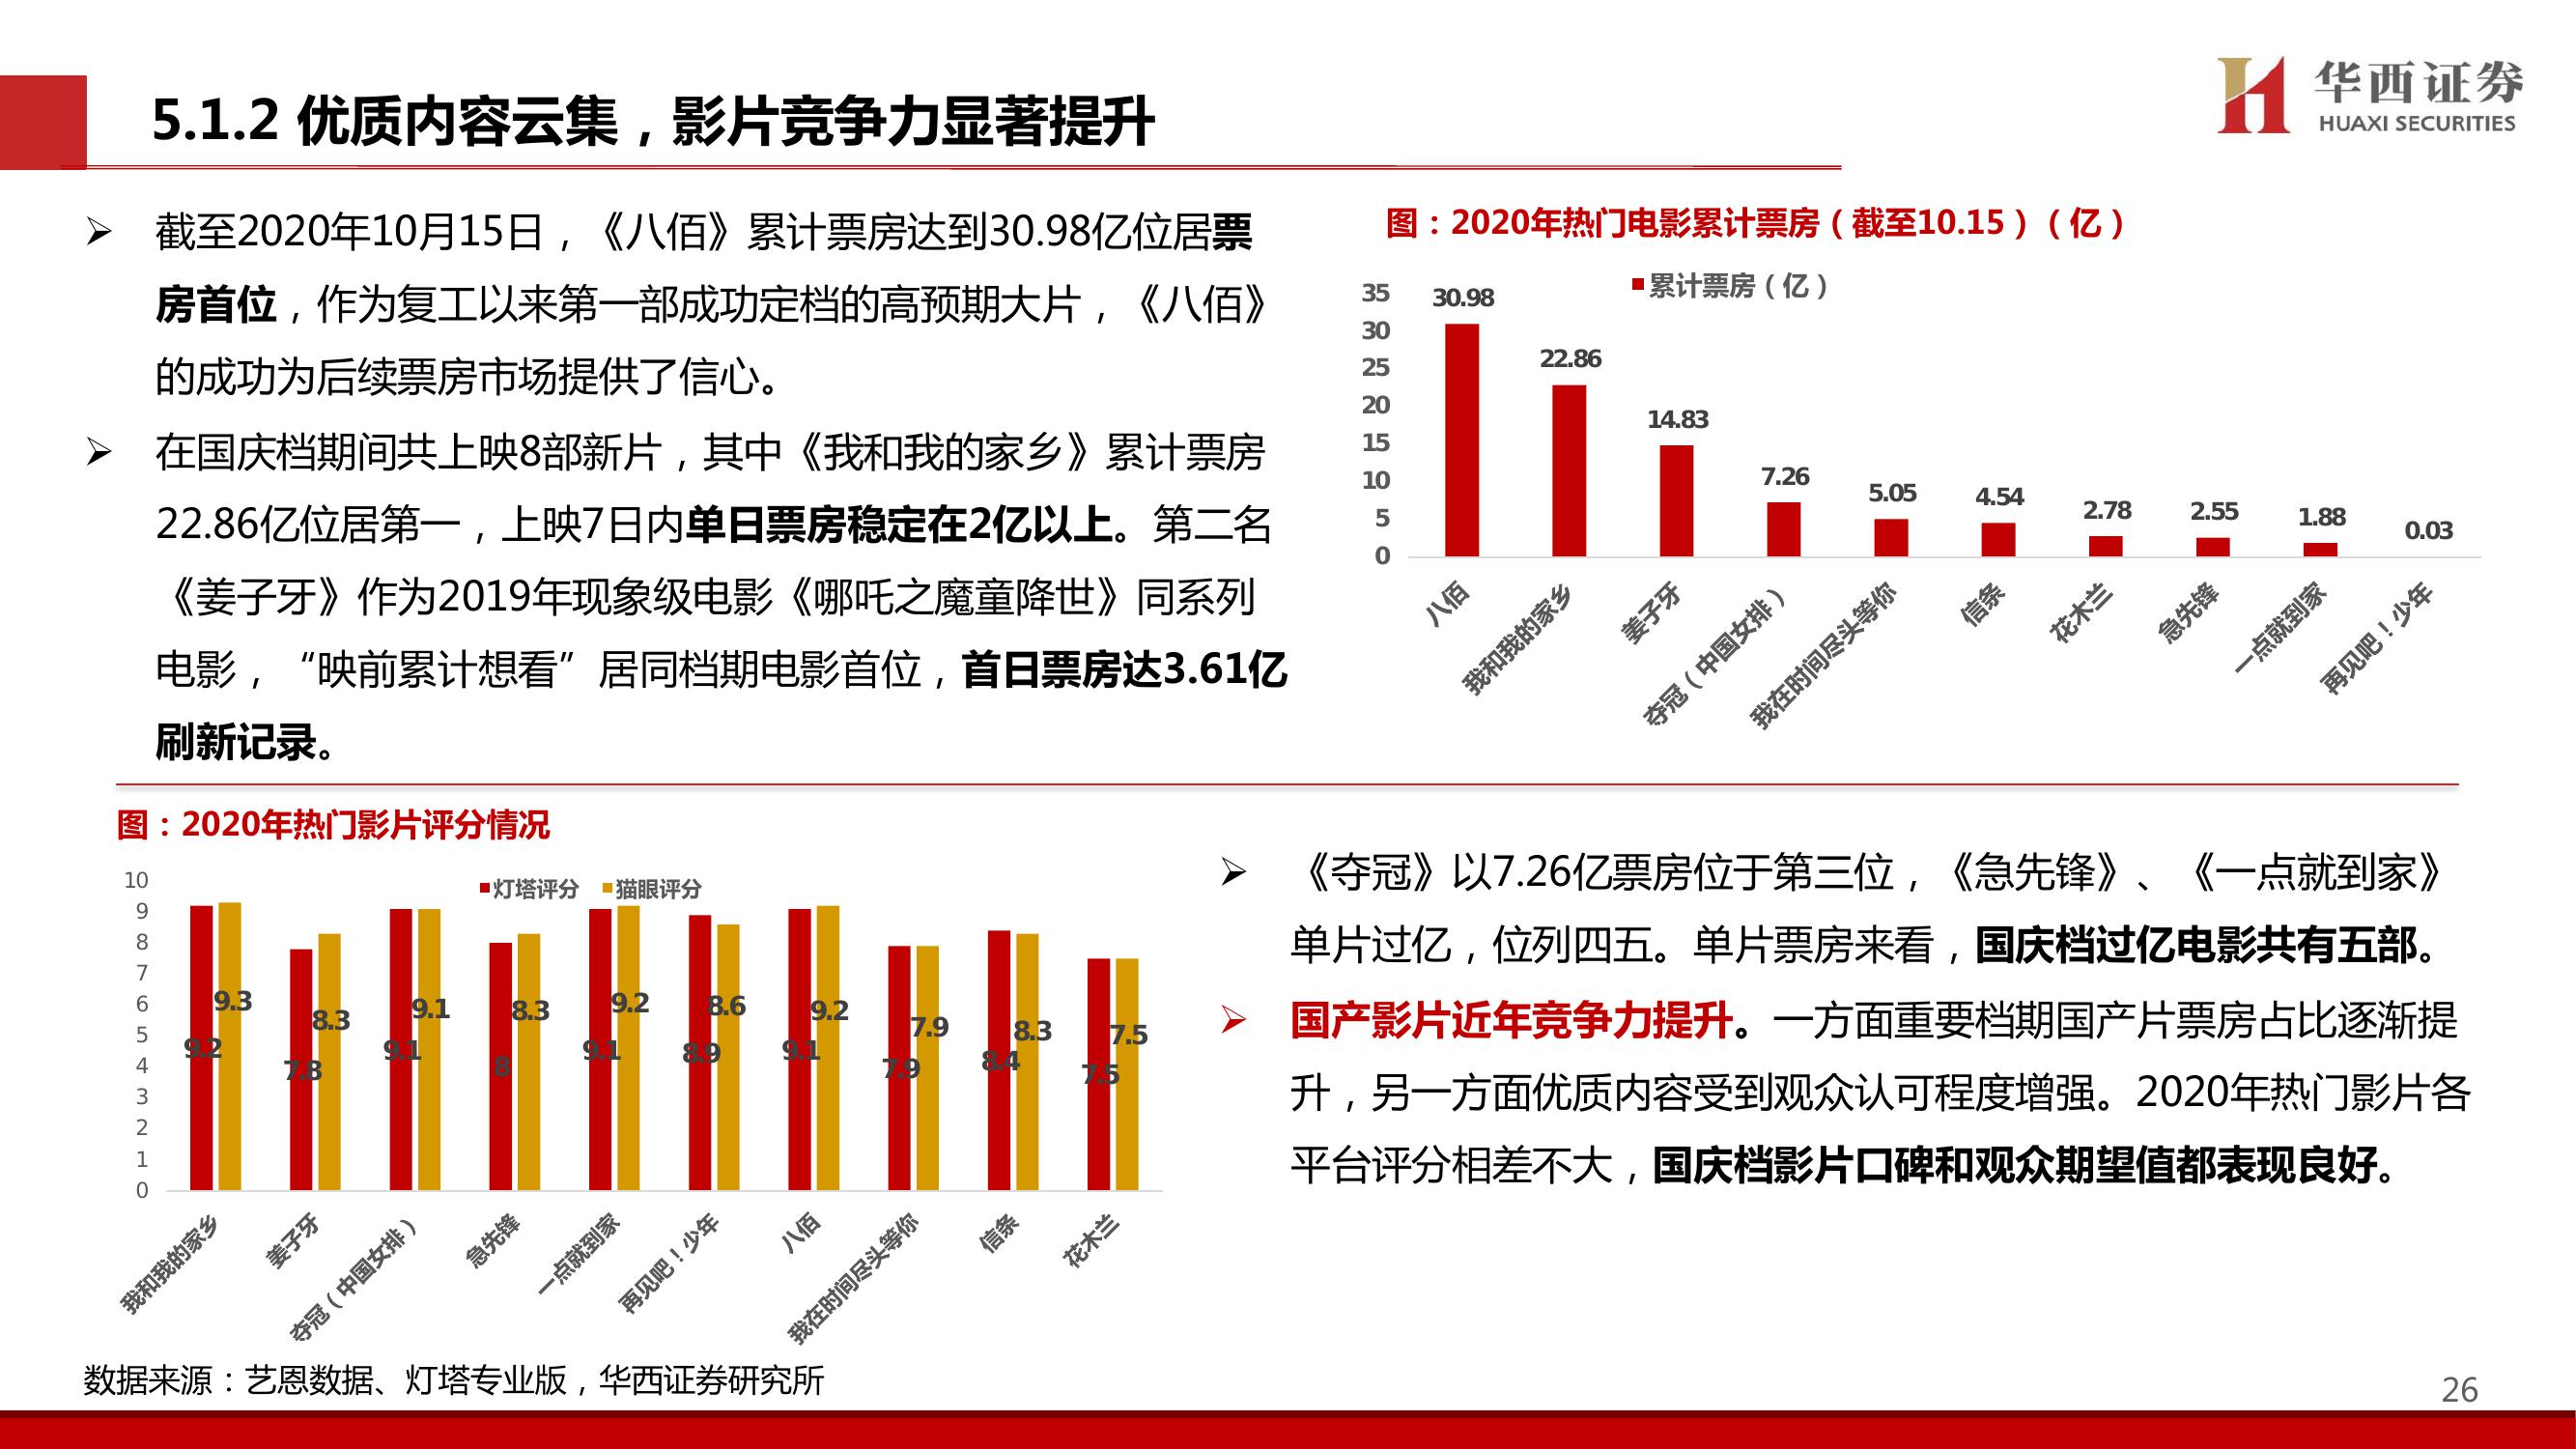 5.1.2 优质内容云集，影片竞争力显著提升
华西证券
HUAXI SECURITIES
➢ 截至2020年10月15日，《八佰》累计票房达到30.98亿位居票
房首位，作为复工以来第一部成功定档的高预期大片，《八佰》
的成功为后续票房市场提供了信心。
➢ 在国庆档期间共上映8部新片，其中《我和我的家乡》累计票房
22.86亿位居第一，上映7日内单日票房稳定在2亿以上。第二名
《姜子牙》作为2019年现象级电影《哪吒之魔童降世》同系列
电影，“映前累计想看”居同档期电影首位，首日票房达3.61亿
刷新记录。
图：2020年热门电影累计票房（截至10.15）（亿）
累计票房（亿）
35
30
25
20
15
10
5
0
30.98
22.86
14.83
7.26
5.05
4.54
2.78
2.55
1.88
0.03
八佰
我和我的家乡
姜子牙
夺冠（中国女排）
我在时间尽头等你
信条
花木兰
急先锋
一点就到家
再见吧！少年
图：2020年热门影片评分情况
灯塔评分 猫眼评分
10
9
8
7
6
5
4
3
2
1
0
9.2
9.3
7.8
8.3
9.1
9.1
8
8.3
9.1
9.2
8.9
8.6
9.1
9.2
7.9
7.9
8.4
8.3
7.5
7.5
我和我的家乡
姜子牙
夺冠（中国女排）
急先锋
一点就到家
再见吧！少年
八佰
我在时间尽头等你
信条
花木兰
➢ 《夺冠》以7.26亿票房位于第三位，《急先锋》、《一点就到家》
单片过亿，位列四五。单片票房来看，国庆档过亿电影共有五部。
➢ 国产影片近年竞争力提升。一方面重要档期国产片票房占比逐渐提
升，另一方面优质内容受到观众认可程度增强。2020年热门影片各
平台评分相差不大，国庆档影片口碑和观众期望值都表现良好。
数据来源：艺恩数据、灯塔专业版，华西证券研究所
26